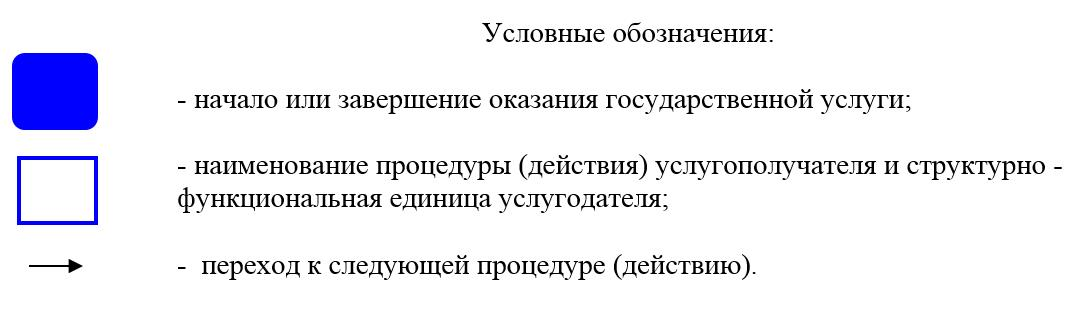 Условные обозначения:
- начало или завершение оказания государственной услуги;
- наименование процедуры (действия) услугополучателя и структурно -
функциональная единица услугодателя;
- переход к следующей процедуре (действию).